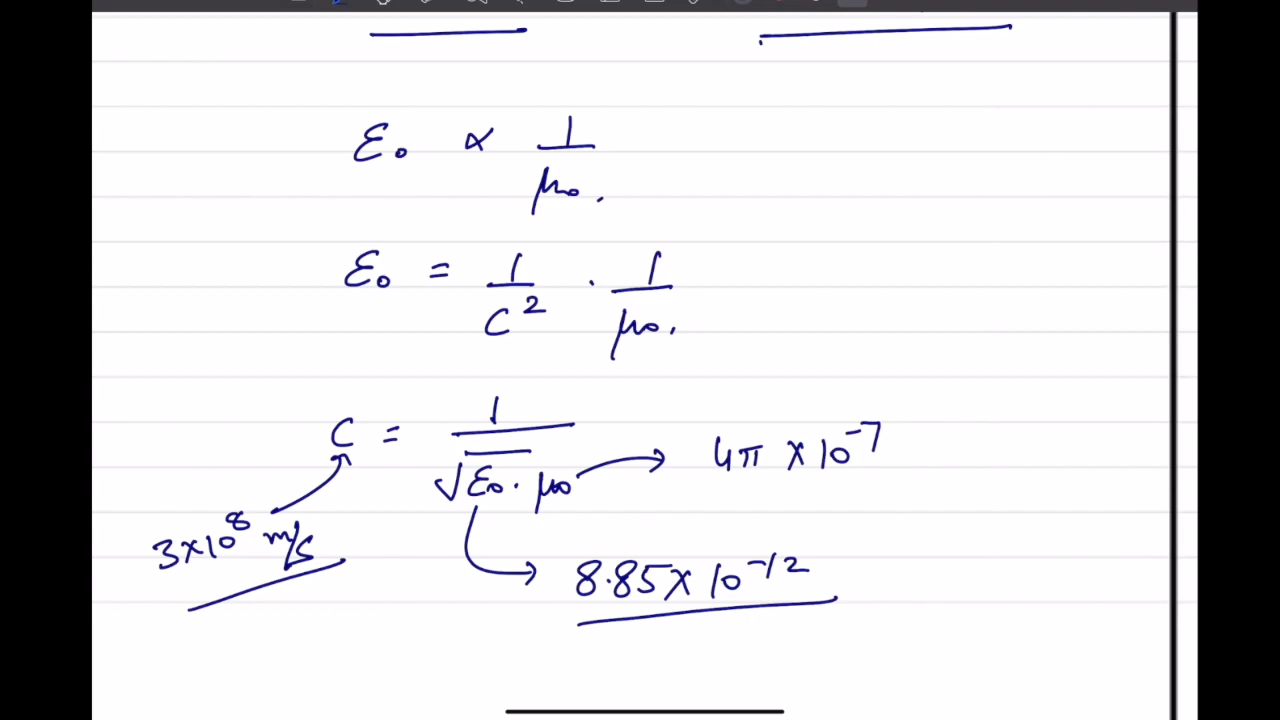 ε₀ ∝ 1/μ₀.
ε₀ = 1/c² · 1/μ₀.
c = 1/√ε₀·μ₀ → 4π × 10⁻⁷
3×10⁸ m/s
→ 8.85 × 10⁻¹²